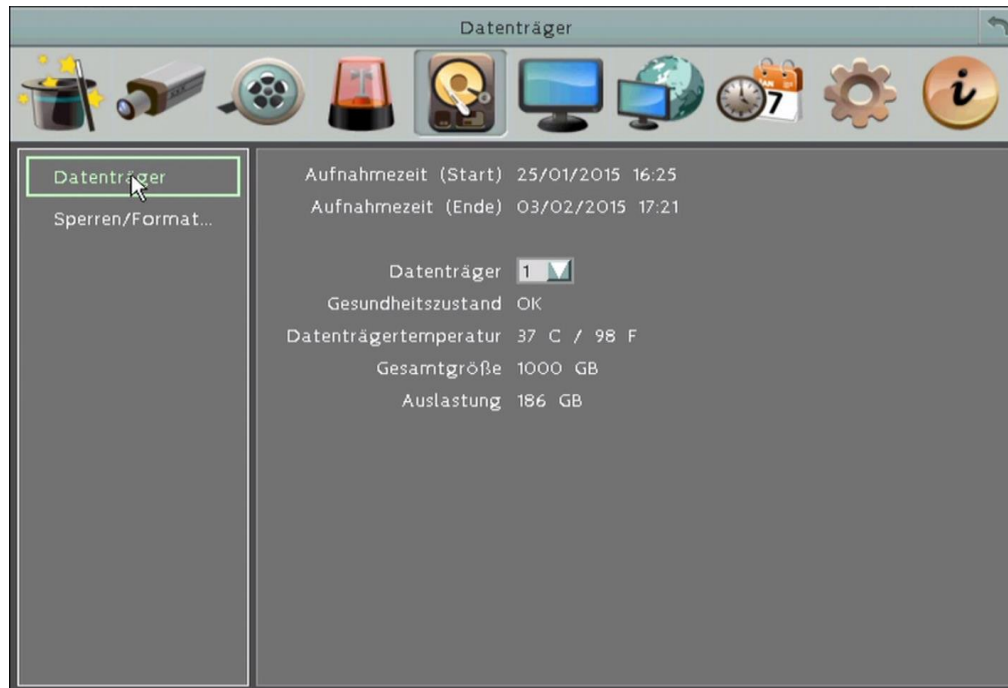 Datenträger
7
Datenträger
Sperren/Format...
Aufnahmezeit (Start) 25/01/2015 16:25
Aufnahmezeit (Ende) 03/02/2015 17:21
Datenträger 1
Gesundheitszustand OK
Datenträgertemperatur 37 C / 98 F
Gesamtgröße 1000 GB
Auslastung 186 GB